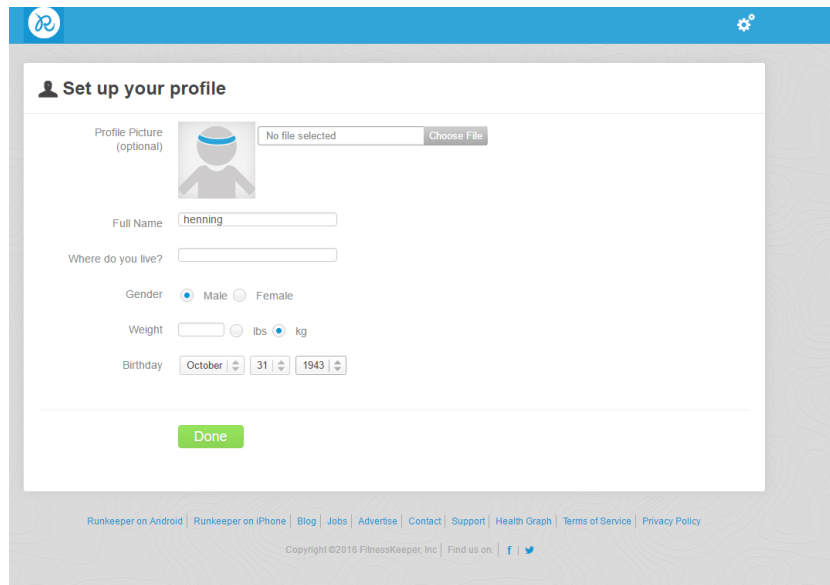 Set up your profile
Profile Picture
(optional)
No file selected
Choose File
Full Name
henning
Where do you live?
Gender
Male Female
Weight
lbs kg
Birthday
October 31 1943
Done
Runkeeper on Android | Runkeeper on iPhone | Blog | Jobs | Advertise | Contact | Support | Health Graph | Terms of Service | Privacy Policy
Copyright ©2016 FitnessKeeper, Inc | Find us on: | f |